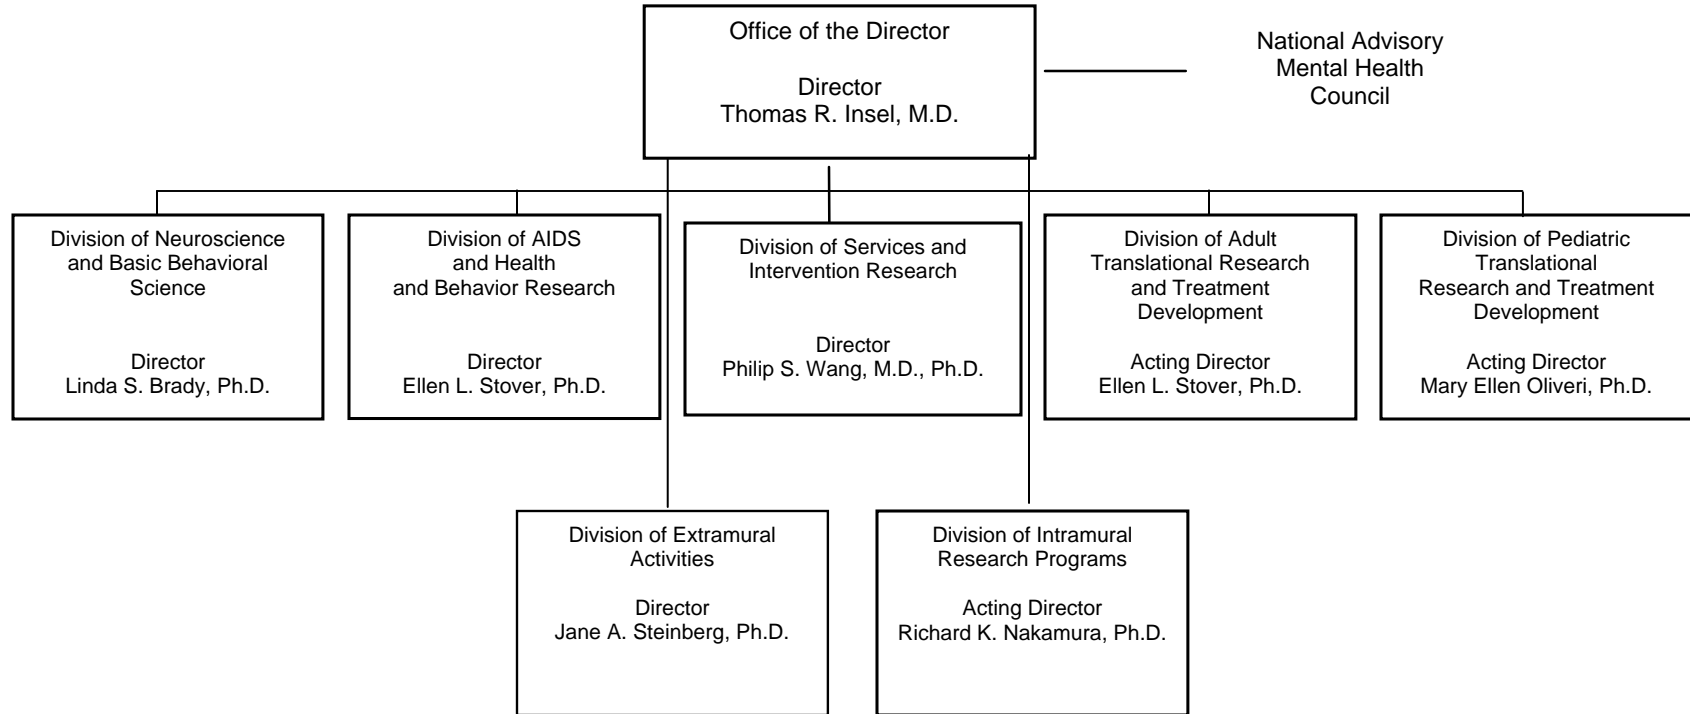 Office of the Director
Director
Thomas R. Insel, M.D.
National Advisory
Mental Health
Council
Division of Neuroscience
and Basic Behavioral
Science
Director
Linda S. Brady, Ph.D.
Division of AIDS
and Health
and Behavior Research
Director
Ellen L. Stover, Ph.D.
Division of Services and
Intervention Research
Director
Philip S. Wang, M.D., Ph.D.
Division of Adult
Translational Research
and Treatment
Development
Acting Director
Ellen L. Stover, Ph.D.
Division of Pediatric
Translational
Research and Treatment
Development
Acting Director
Mary Ellen Oliveri, Ph.D.
Division of Extramural
Activities
Director
Jane A. Steinberg, Ph.D.
Division of Intramural
Research Programs
Acting Director
Richard K. Nakamura, Ph.D.